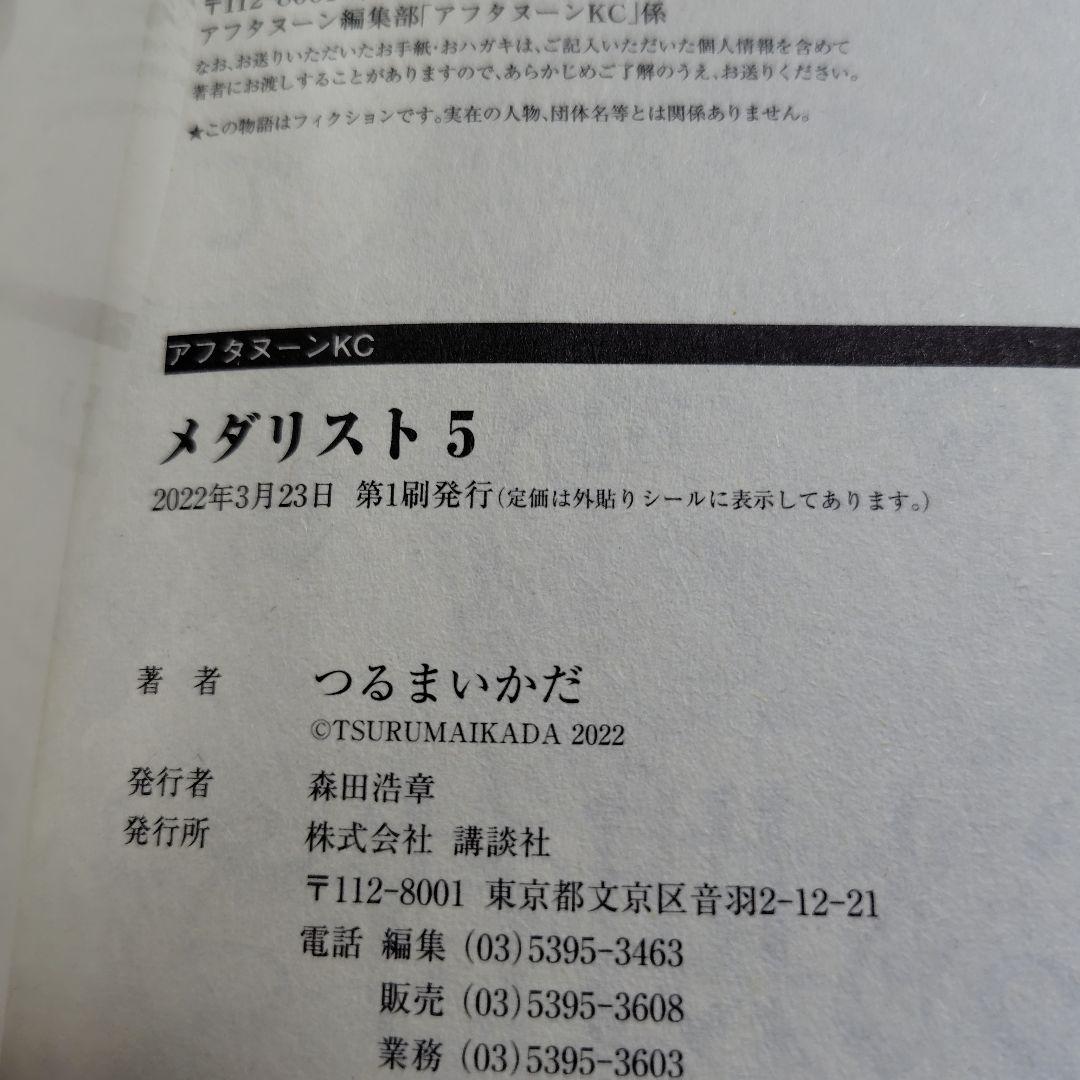 アフタヌーン編集部「アフタヌーンKC」係
なお、お送りいただいたお手紙・おハガキは、ご記入いただいた個人情報を含めて
著者にお渡しすることがありますので、あらかじめご了解のうえ、お送りください。
★この物語はフィクションです。実在の人物、団体名等とは関係ありません。
アフタヌーンKC
メダリスト 5
2022年3月23日 第1刷発行(定価は外貼りシールに表示してあります。)
著 者 つるまいかだ
©TSURUMAIKADA 2022
発行者 森田浩章
発行所 株式会社 講談社
〒112-8001 東京都文京区音羽2-12-21
電話 編集 (03)5395-3463
販売 (03)5395-3608
業務 (03)5395-3603